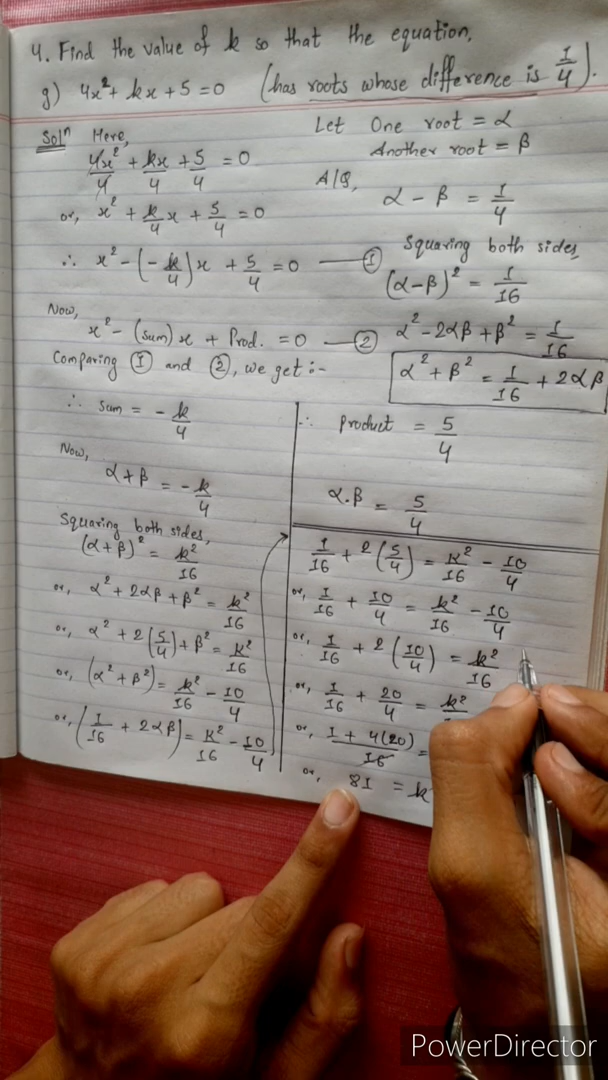 4. Find the value of k so that the equation,
g) 4x² + kx + 5 = 0 (has roots whose difference is 1/4).
Solⁿ Here,
4x²/4 + kx/4 + 5/4 = 0
or, x² + k/4 x + 5/4 = 0
∴ x² - (-k/4)x + 5/4 = 0 — ①
Let One root = α
Another root = β
A/Q,
α - β = 1/4
Squaring both sides,
(α-β)² = 1/16
α² - 2αβ + β² = 1/16
α² + β² = 1/16 + 2αβ
Now,
x² - (sum)x + Prod. = 0 — ②
Comparing ① and ②, we get :-
∴ sum = - k/4
Now,
α + β = - k/4
Squaring both sides,
(α+β)² = k²/16
or, α² + 2αβ + β² = k²/16
or, α² + 2(5/4) + β² = k²/16
or, (α² + β²) = k²/16 - 10/4
or, (1/16 + 2αβ) = k²/16 - 10/4
∴ Product = 5/4
α.β = 5/4
1/16 + 2(5/4) = k²/16 - 10/4
or, 1/16 + 10/4 = k²/16 - 10/4
or, 1/16 + 2(10/4) = k²/16
or, 1/16 + 20/4 = k²
or, 1 + 4(20)/16 =
or, 81 = k
PowerDirector